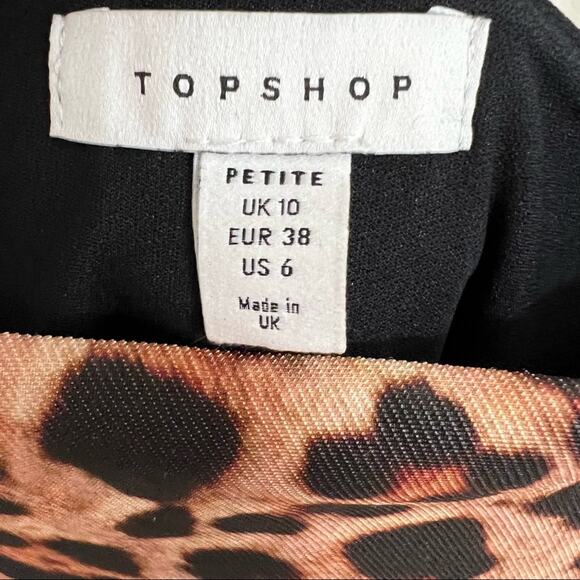 TOPSHOP
PETITE
UK 10
EUR 38
US 6
Made in
UK